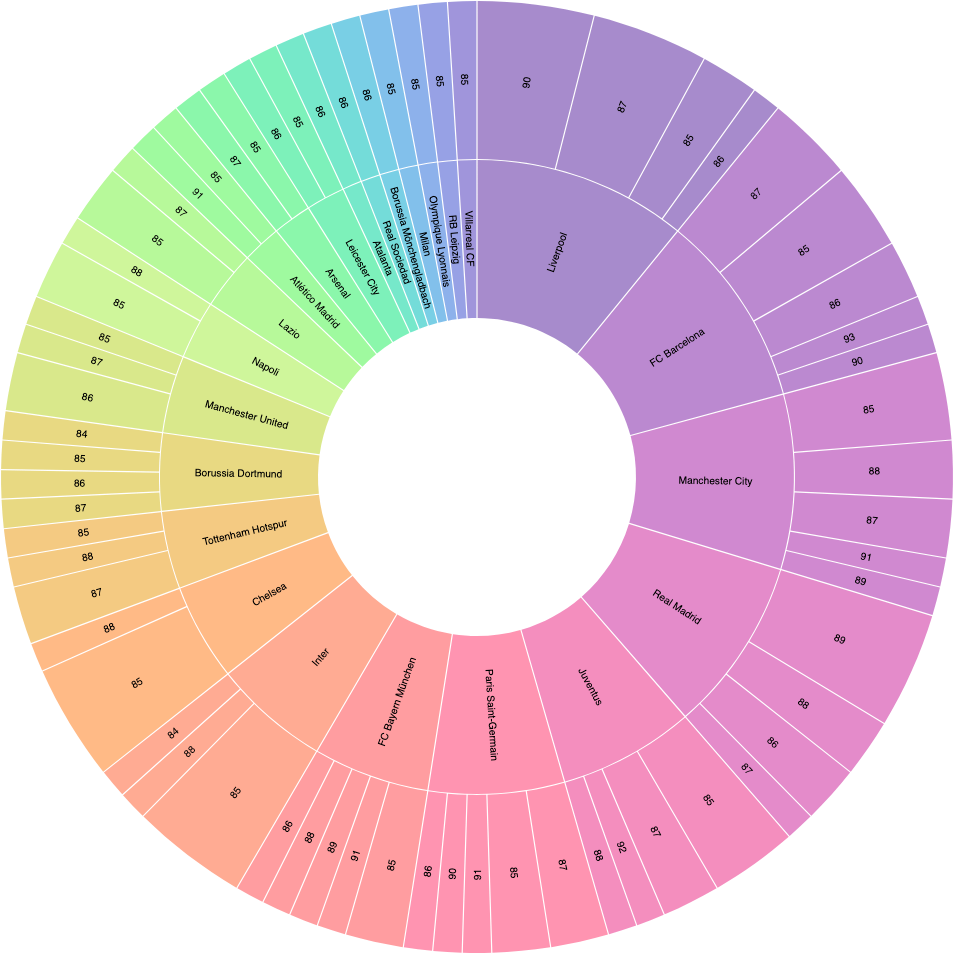 Liverpool
90
87
85
86
FC Barcelona
87
85
86
93
90
Manchester City
85
88
87
91
89
Real Madrid
89
88
86
87
Juventus
85
87
92
88
Paris Saint-Germain
87
85
91
90
86
FC Bayern München
85
91
89
88
86
Inter
85
88
84
Chelsea
85
88
Tottenham Hotspur
87
88
85
Borussia Dortmund
87
86
85
84
Manchester United
86
87
85
Napoli
85
88
Lazio
85
87
Atlético Madrid
91
85
Arsenal
87
85
Leicester City
86
85
Atalanta
86
Real Sociedad
86
Borussia Mönchengladbach
86
Milan
85
Olympique Lyonnais
85
RB Leipzig
85
Villarreal CF
85